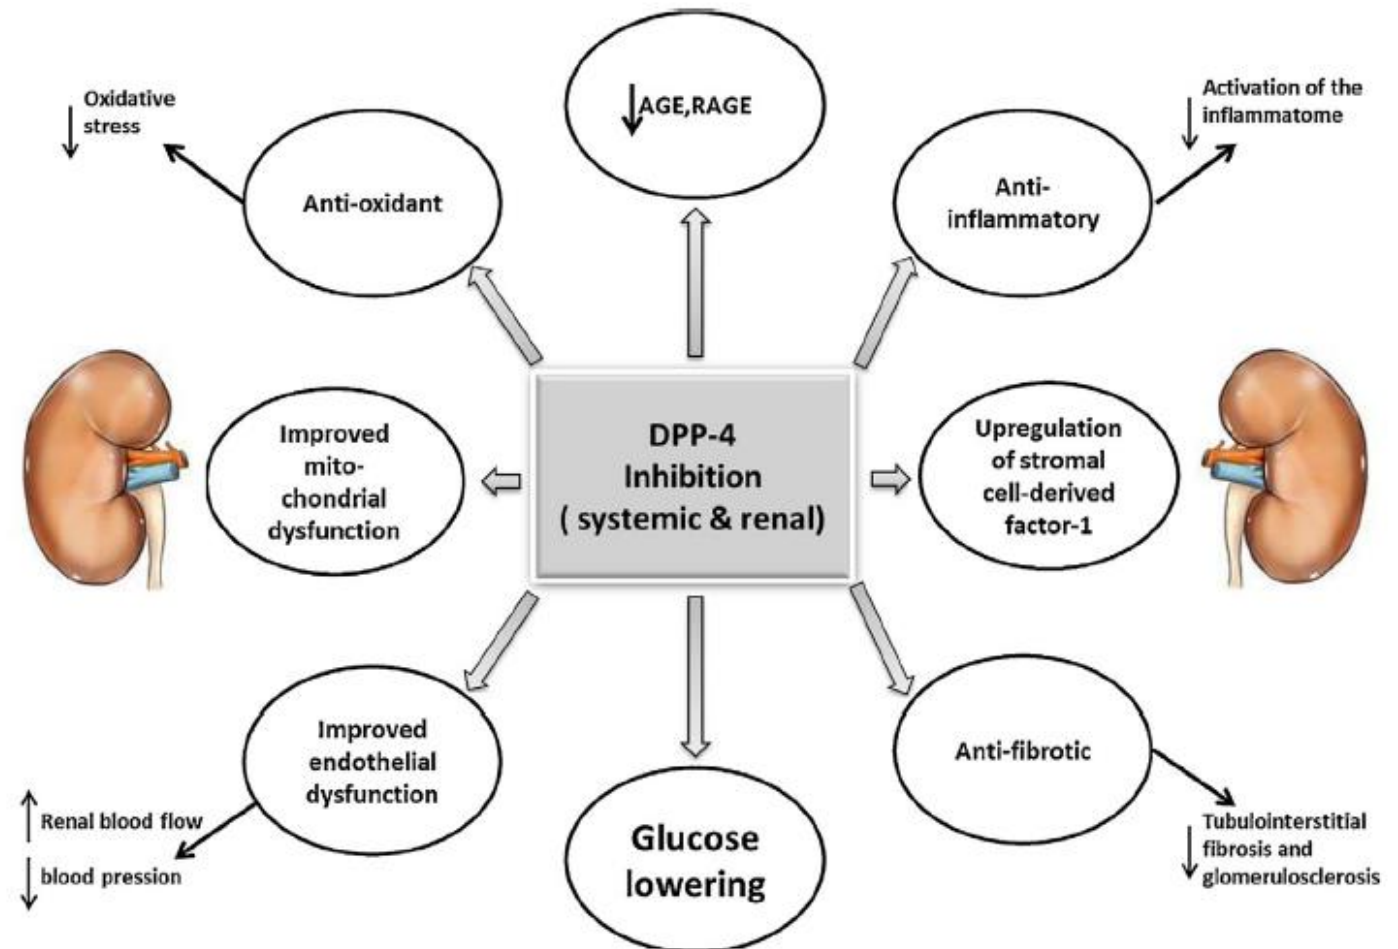 ↓AGE,RAGE
Oxidative
stress
Anti-oxidant
Anti-
inflammatory
Activation of the
inflammatome
Improved
mito-
chondrial
dysfunction
DPP-4
Inhibition
( systemic & renal)
Upregulation
of stromal
cell-derived
factor-1
Improved
endothelial
dysfunction
Renal blood flow
blood pression
Glucose
lowering
Anti-fibrotic
Tubulointerstitial
fibrosis and
glomerulosclerosis